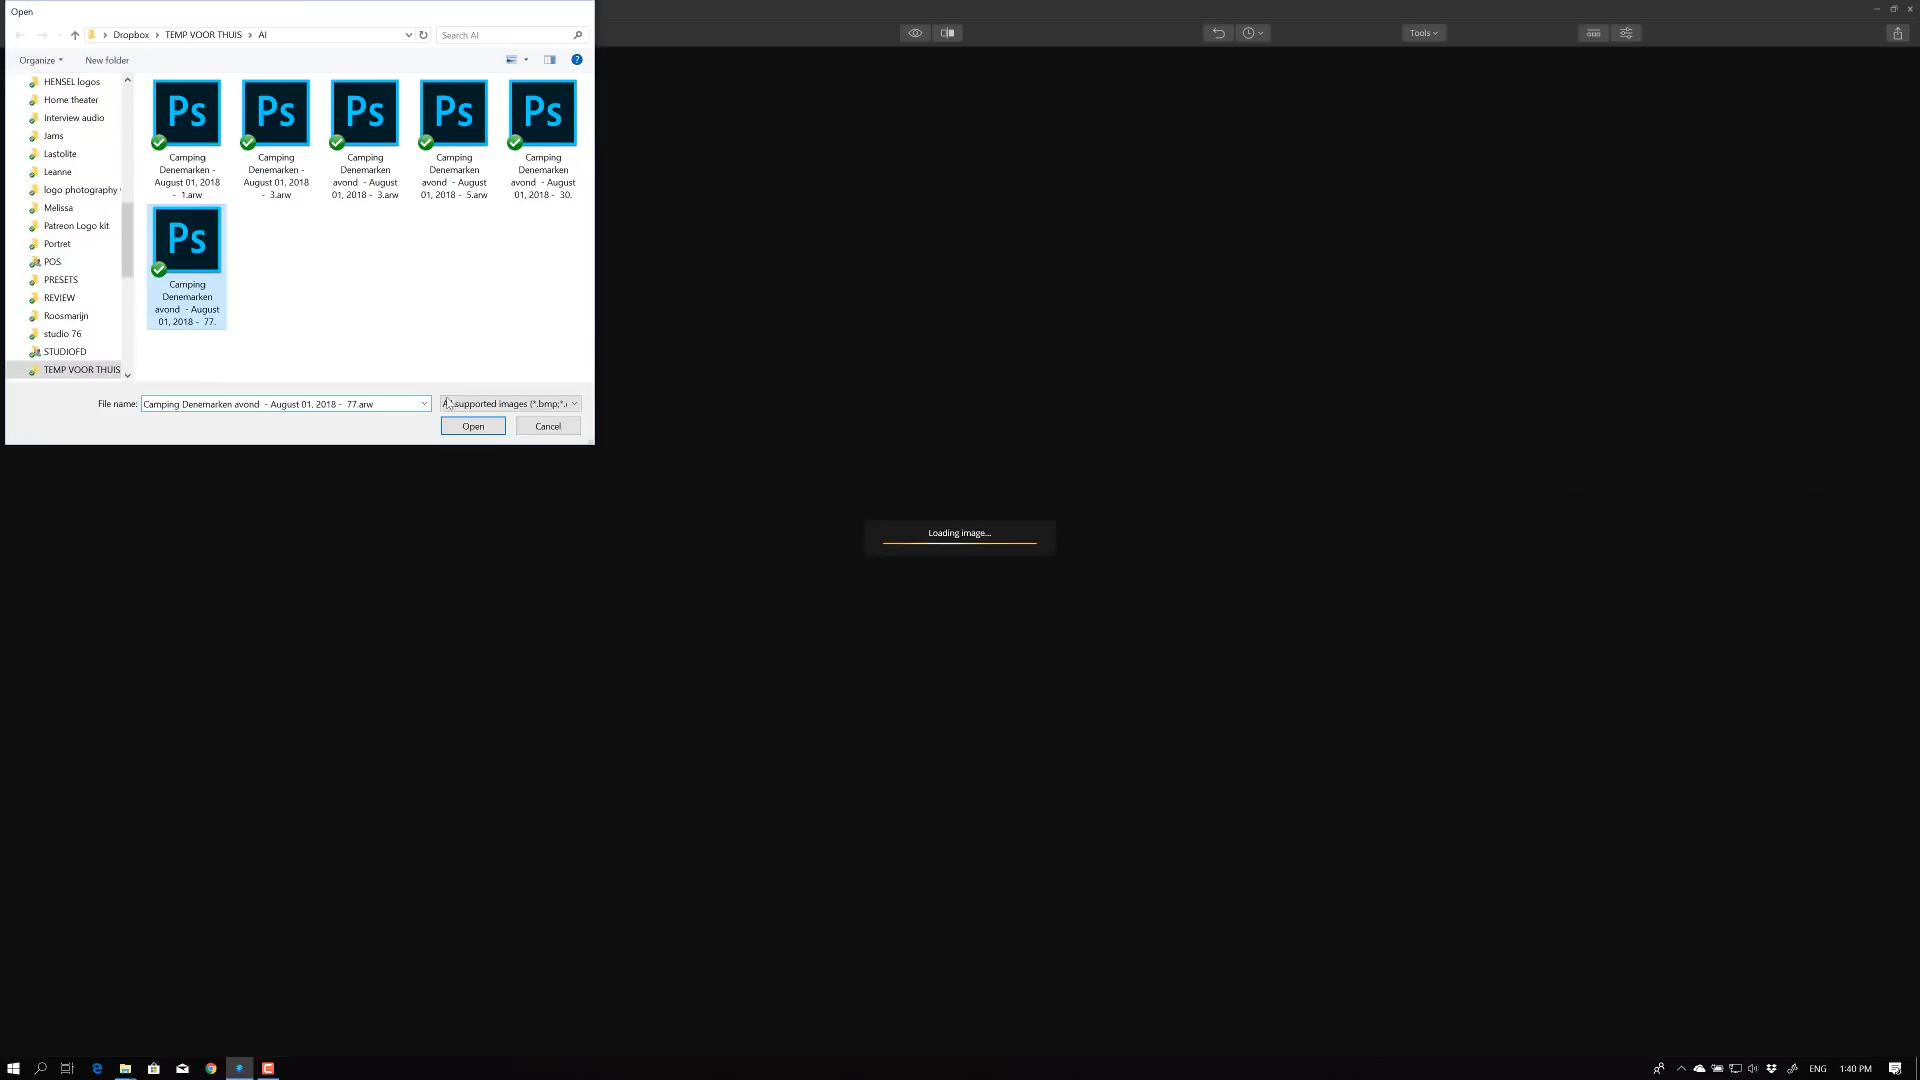 Open
Dropbox > TEMP VOOR THUIS > AI
Search AI
Tools
Organize
New folder
HENSEL logos
Home theater
Interview audio
Jams
Lastolite
Leanne
logo photography
Melissa
Patreon Logo kit
Portret
POS
PRESETS
REVIEW
Roosmarijn
studio 76
STUDIOFD
TEMP VOOR THUIS
Ps
Ps
Ps
Ps
Ps
Camping
Denemarken -
August 01, 2018
- 1.arw
Camping
Denemarken -
August 01, 2018
- 3.arw
Camping
Denemarken
avond - August
01, 2018 - 3.arw
Camping
Denemarken
avond - August
01, 2018 - 5.arw
Camping
Denemarken
avond - August
01, 2018 - 30.
Ps
Camping
Denemarken
avond - August
01, 2018 - 77.
File name:
Camping Denemarken avond - August 01, 2018 - 77.arw
supported images (*.bmp;*.
Open
Cancel
Loading image...
ENG
1:40 PM